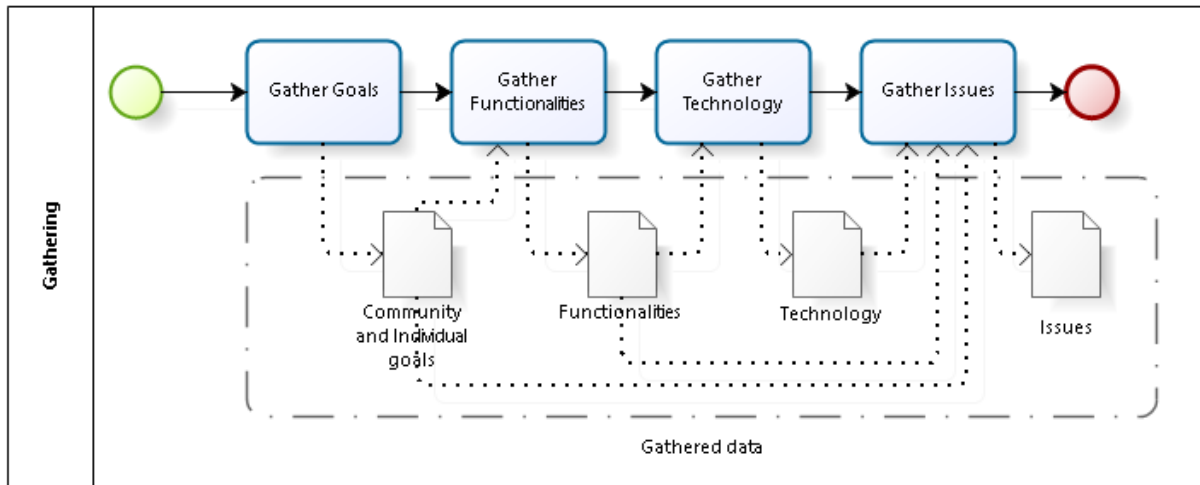 Gathering
Gather Goals
Gather
Functionalities
Gather
Technology
Gather Issues
Community
and Individual
goals
Functionalities
Technology
Issues
Gathered data